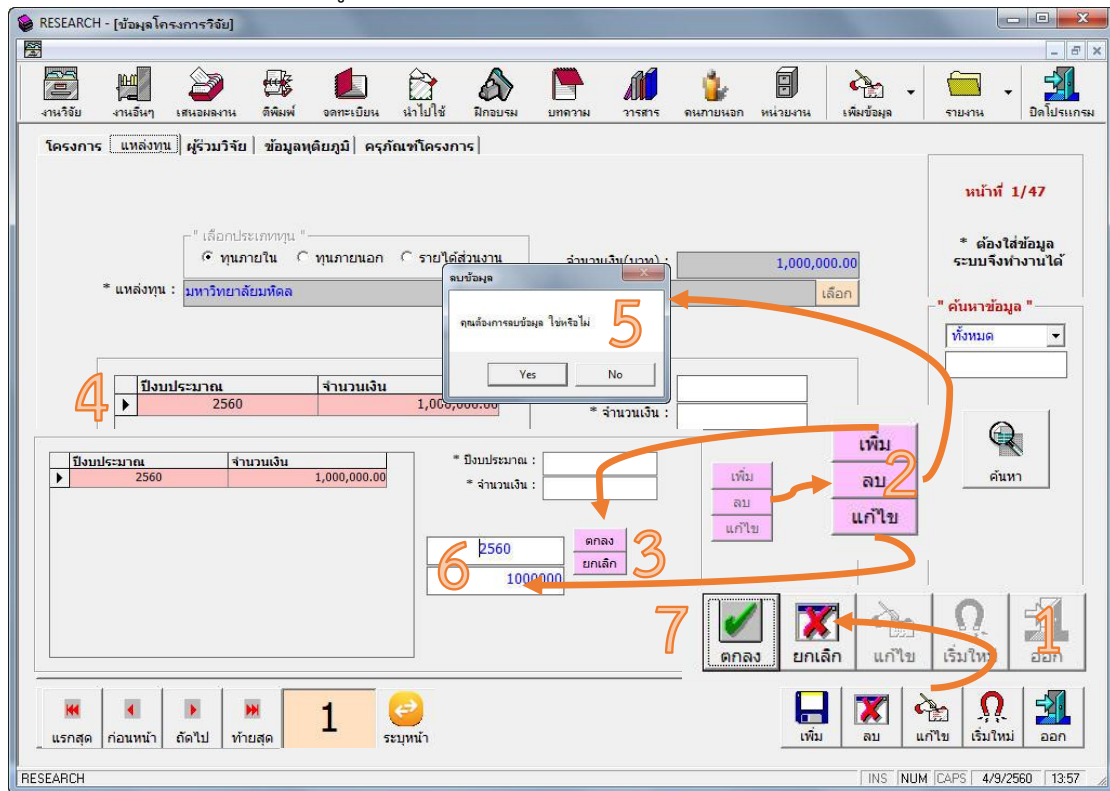 RESEARCH - [ข้อมูลโครงการวิจัย]
งานวิจัย งานอื่นๆ เสนอผลงาน ตีพิมพ์ จดทะเบียน นำไปใช้ ฝึกอบรม บทความ วารสาร คนภายนอก หน่วยงาน เพิ่มข้อมูล รายงาน ปิดโปรแกรม
โครงการ แหล่งทุน ผู้ร่วมวิจัย ข้อมูลทุติยภูมิ ครุภัณฑ์โครงการ
หน้าที่ 1/47
" เลือกประเภททุน "
ทุนภายใน ทุนภายนอก รายได้ส่วนงาน จำนวนเงิน(บาท) : 1,000,000.00
* ต้องใส่ข้อมูล
ระบบจึงทำงานได้
* แหล่งทุน : มหาวิทยาลัยมหิดล เลือก
ลบข้อมูล
คุณต้องการลบข้อมูล ใช่หรือไม่ 5
Yes No
" ค้นหาข้อมูล "
ทั้งหมด
4
ปีงบประมาณ จำนวนเงิน
2560 1,000,000.00
* จำนวนเงิน :
ค้นหา
ปีงบประมาณ จำนวนเงิน
2560 1,000,000.00
* ปีงบประมาณ :
* จำนวนเงิน :
เพิ่ม
ลบ
แก้ไข
เพิ่ม
ลบ 2
แก้ไข
6 2560
1000000
ตกลง
ยกเลิก
3
7
ตกลง ยกเลิก แก้ไข เริ่มใหม่ ออก
1
แรกสุด ก่อนหน้า ถัดไป ท้ายสุด 1 ระบุหน้า
เพิ่ม ลบ แก้ไข เริ่มใหม่ ออก
RESEARCH INS NUM CAPS 4/9/2560 13:57